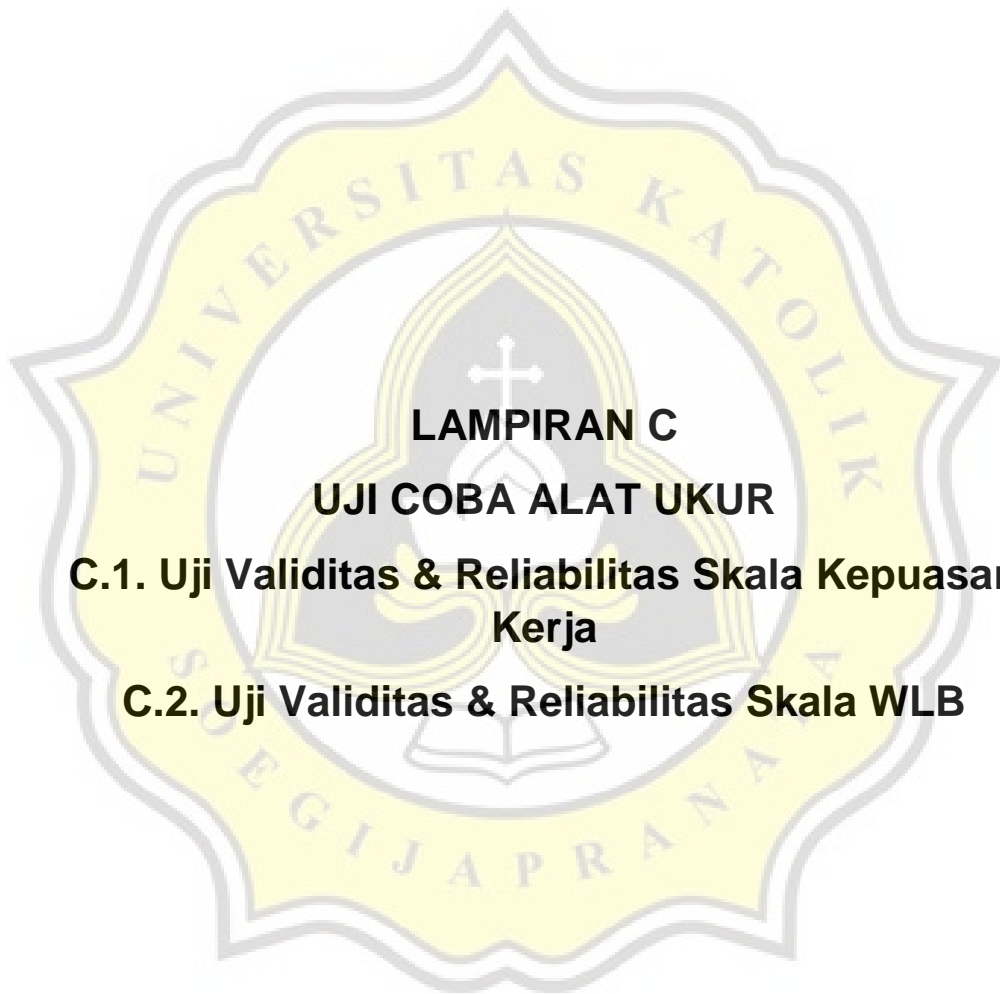 UNIVERSITAS KATOLIK
SOEGIJAPRANATA
LAMPIRAN C
UJI COBA ALAT UKUR
C.1. Uji Validitas & Reliabilitas Skala Kepuasan
Kerja
C.2. Uji Validitas & Reliabilitas Skala WLB